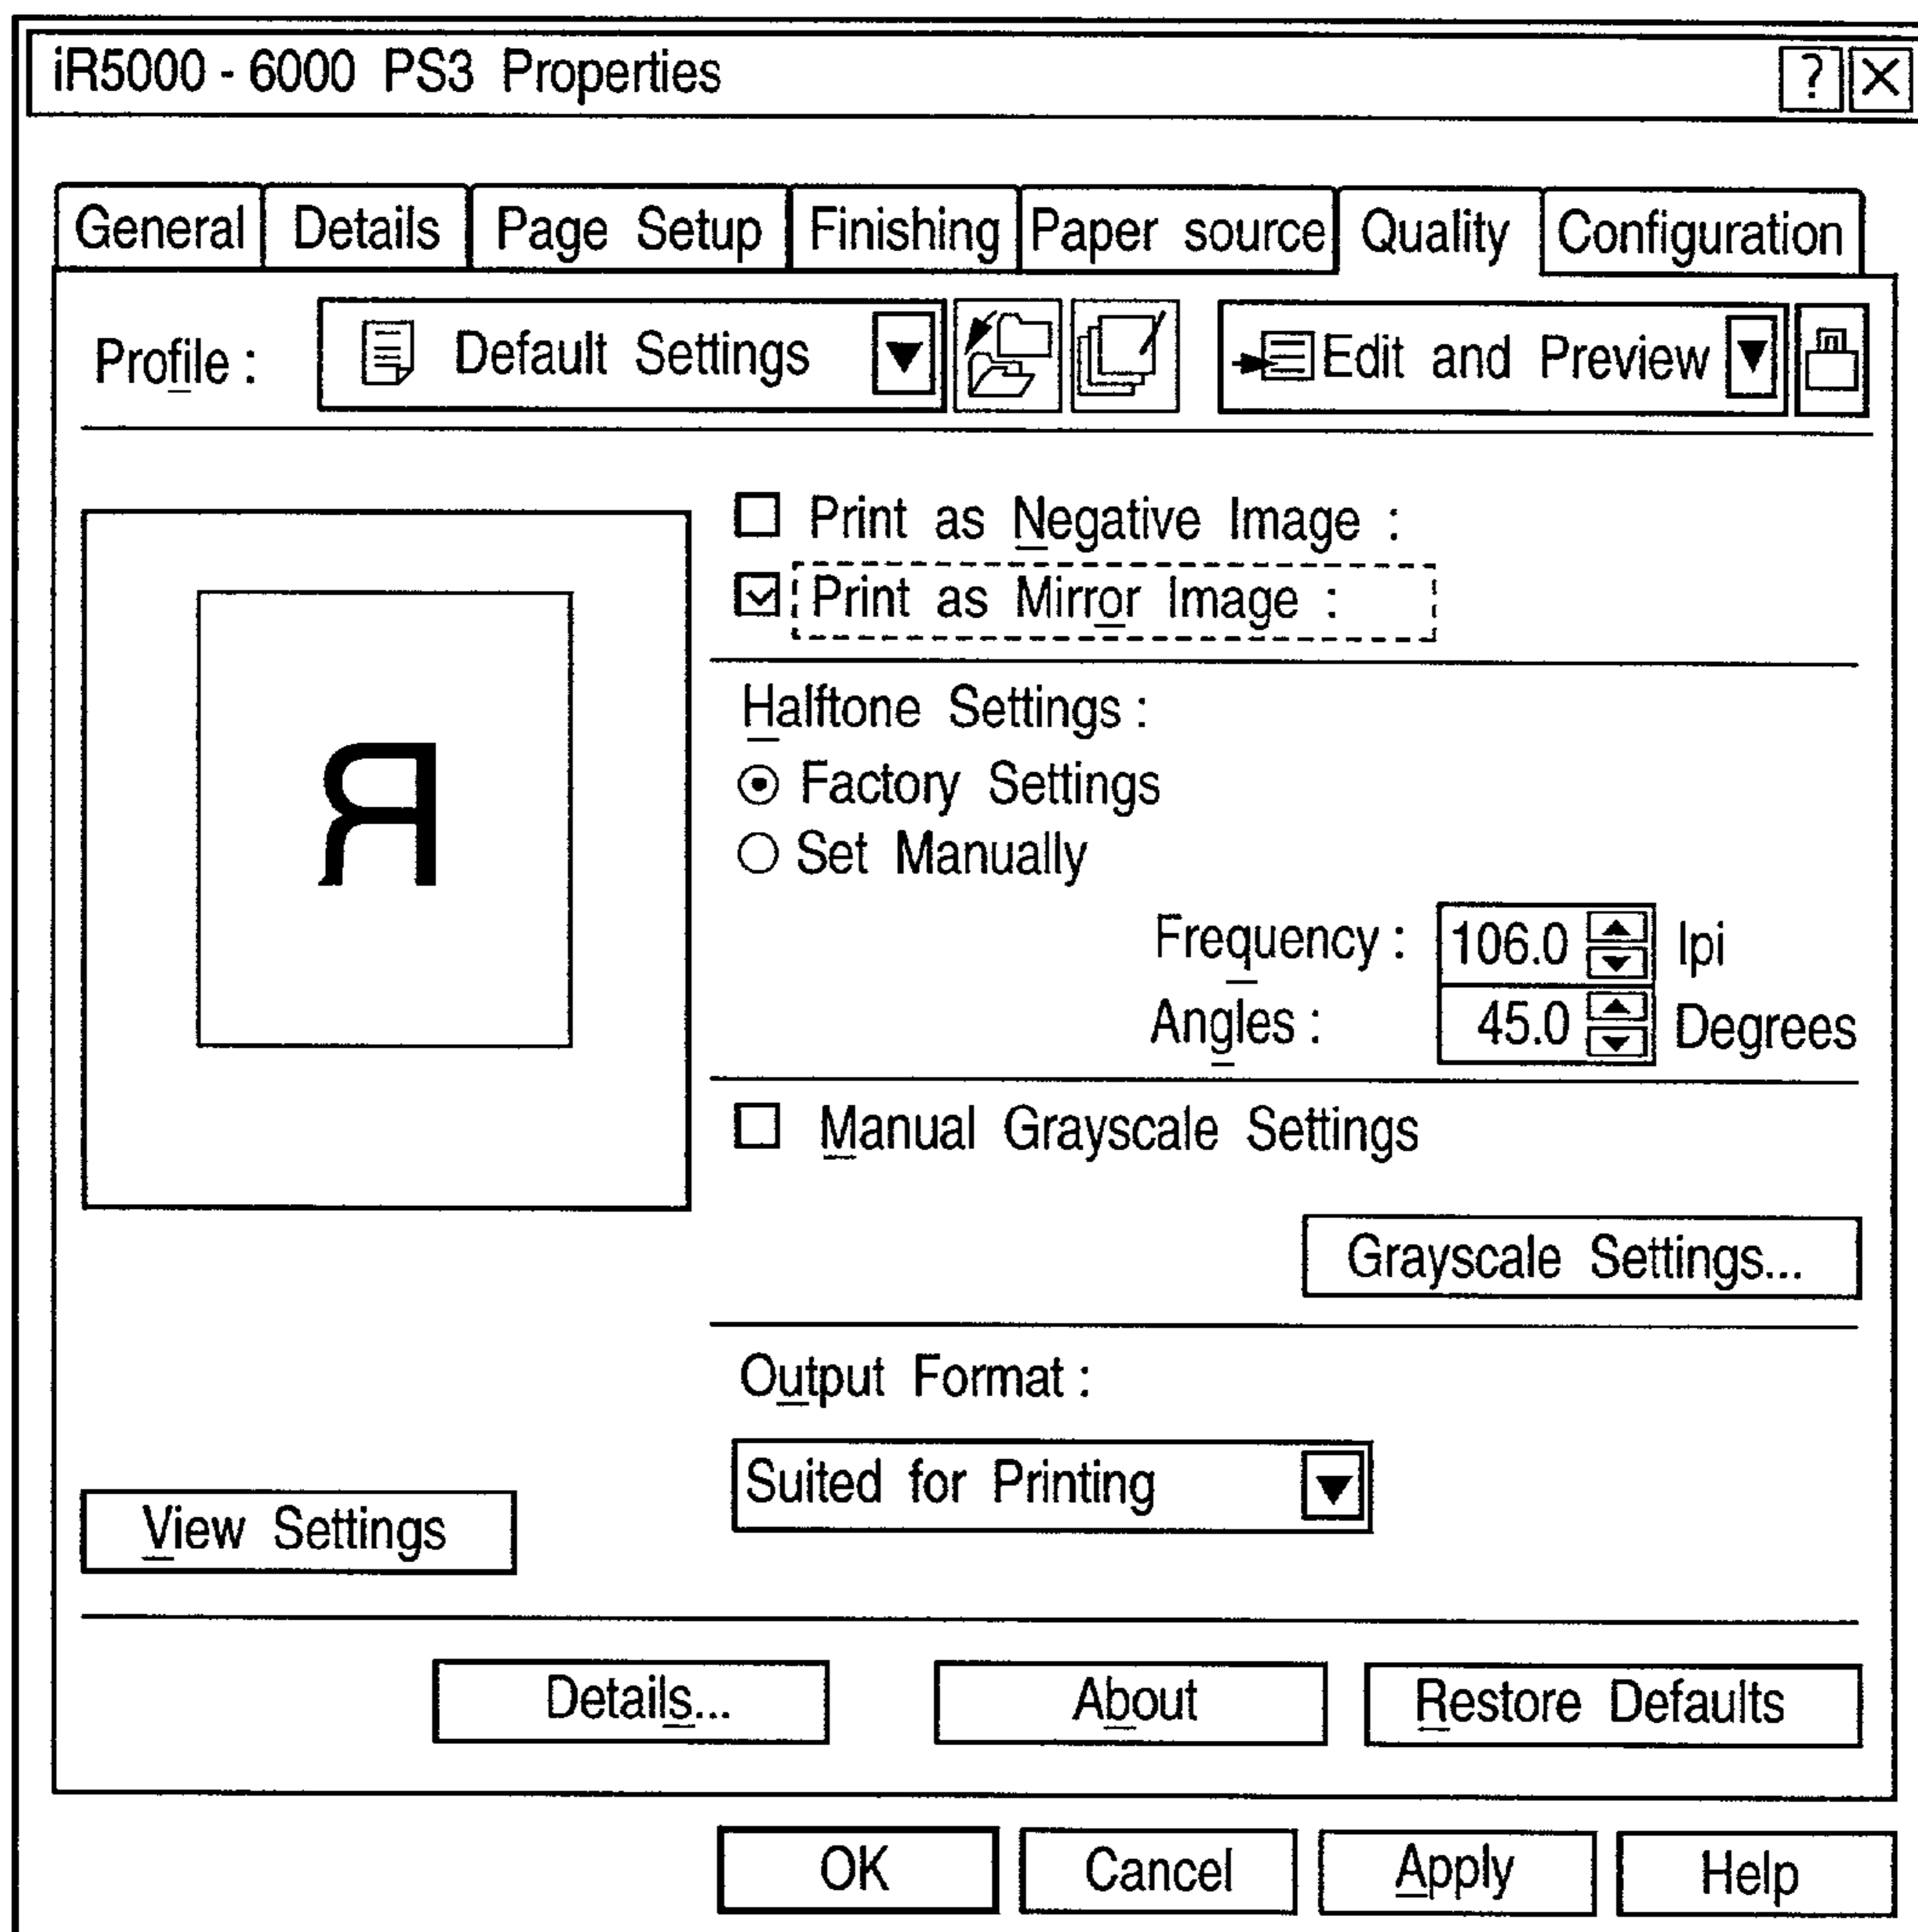 iR5000 - 6000 PS3 Properties ? X
General Details Page Setup Finishing Paper source Quality Configuration
Profile : Default Settings Edit and Preview
Print as Negative Image :
Print as Mirror Image :
Halftone Settings :
Я
Factory Settings
Set Manually
Frequency : 106.0 lpi
Angles : 45.0 Degrees
Manual Grayscale Settings
Grayscale Settings...
Output Format :
Suited for Printing
View Settings
Details... About Restore Defaults
OK Cancel Apply Help